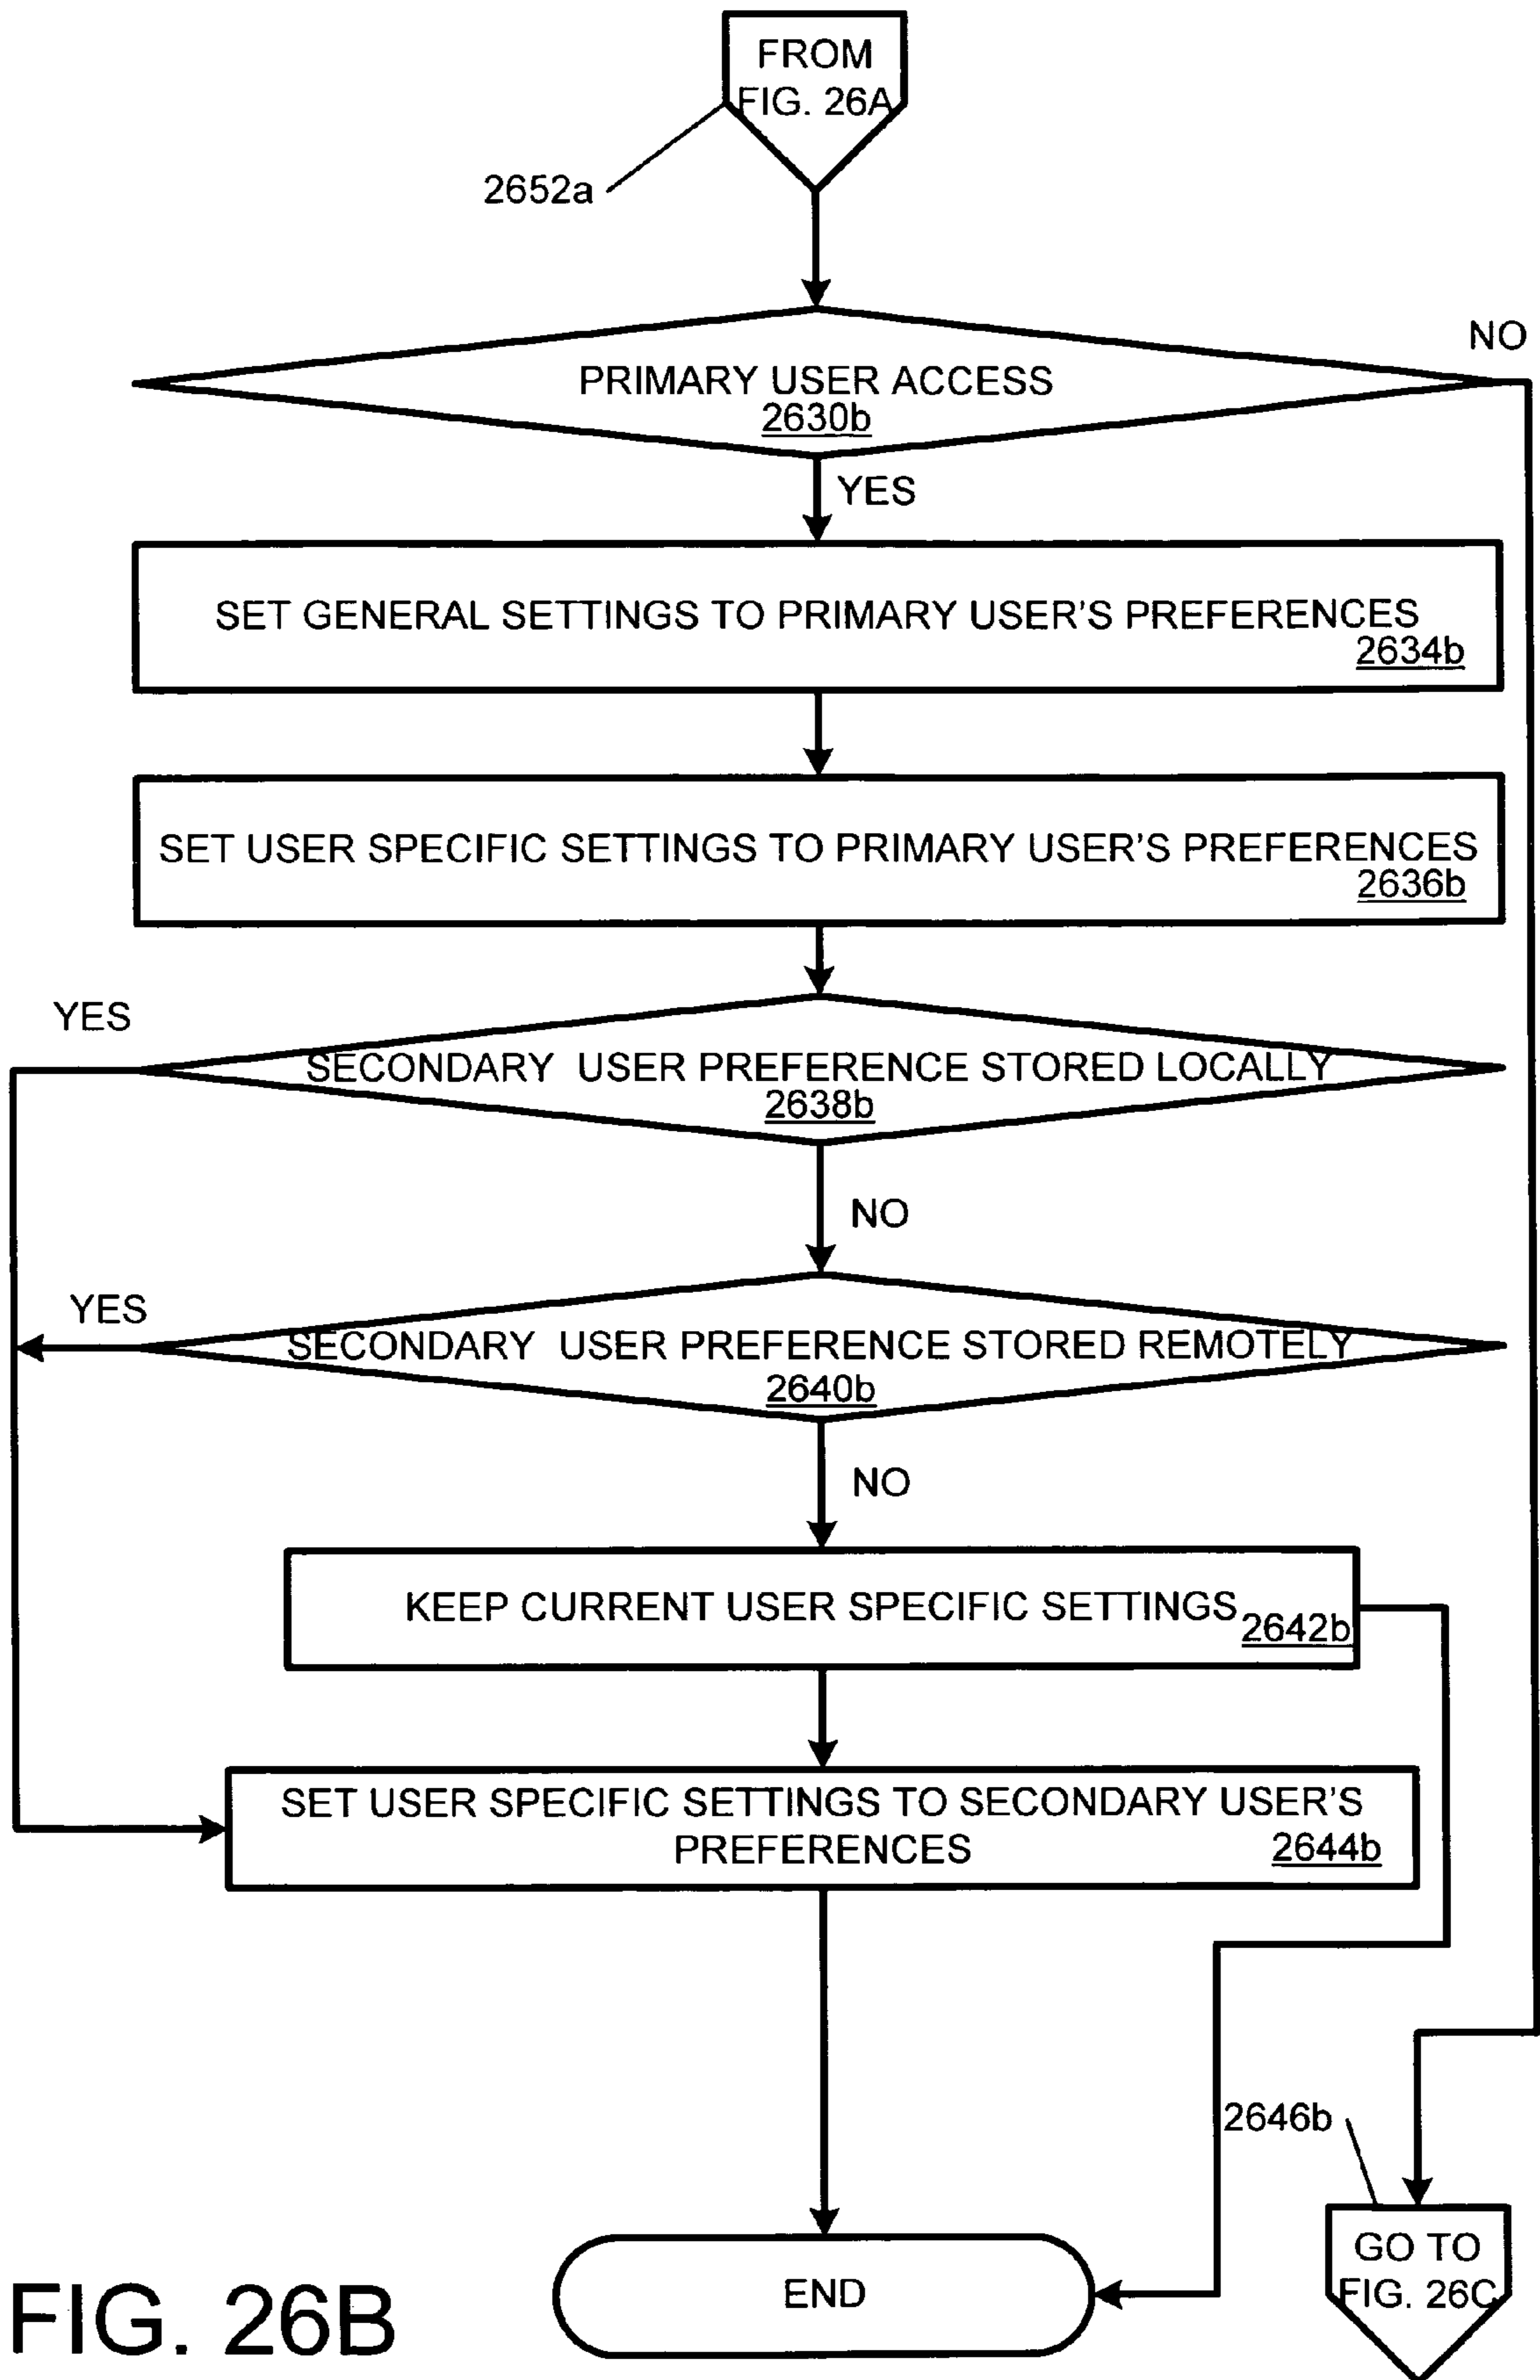 FROM
FIG. 26A
2652a
NO
PRIMARY USER ACCESS
2630b
YES
SET GENERAL SETTINGS TO PRIMARY USER'S PREFERENCES
2634b
SET USER SPECIFIC SETTINGS TO PRIMARY USER'S PREFERENCES
2636b
YES
SECONDARY USER PREFERENCE STORED LOCALLY
2638b
NO
YES
SECONDARY USER PREFERENCE STORED REMOTELY
2640b
NO
KEEP CURRENT USER SPECIFIC SETTINGS
2642b
SET USER SPECIFIC SETTINGS TO SECONDARY USER'S
PREFERENCES
2644b
2646b
GO TO
FIG. 26C
END
FIG. 26B